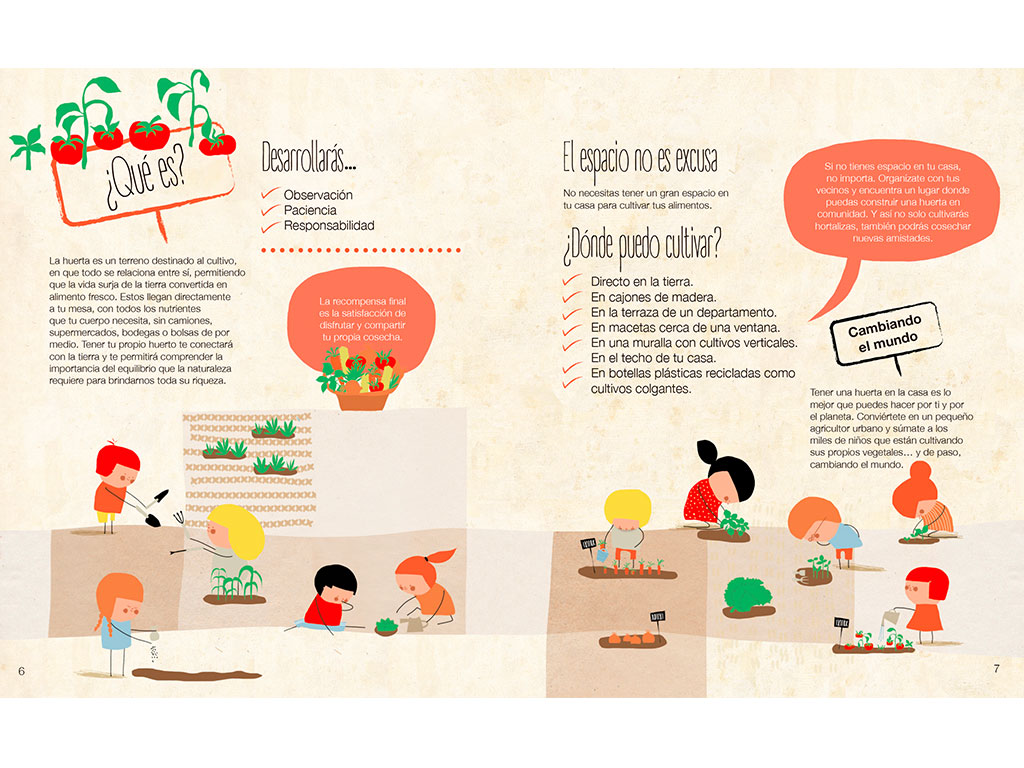 ¿Qué es?
La huerta es un terreno destinado al cultivo,
en que todo se relaciona entre sí, permitiendo
que la vida surja de la tierra convertida en
alimento fresco. Estos llegan directamente
a tu mesa, con todos los nutrientes
que tu cuerpo necesita, sin camiones,
supermercados, bodegas o bolsas de por
medio. Tener tu propio huerto te conectará
con la tierra y te permitirá comprender la
importancia del equilibrio que la naturaleza
requiere para brindarnos toda su riqueza.
Desarrollarás...
Observación
Paciencia
Responsabilidad
La recompensa final
es la satisfacción de
disfrutar y compartir
tu propia cosecha.
6
El espacio no es excusa
No necesitas tener un gran espacio en
tu casa para cultivar tus alimentos.
¿Dónde puedo cultivar?
Directo en la tierra.
En cajones de madera.
En la terraza de un departamento.
En macetas cerca de una ventana.
En una muralla con cultivos verticales.
En el techo de tu casa.
En botellas plásticas recicladas como
cultivos colgantes.
Si no tienes espacio en tu casa,
no importa. Organízate con tus
vecinos y encuentra un lugar donde
puedas construir una huerta en
comunidad. Y así no solo cultivarás
hortalizas, también podrás cosechar
nuevas amistades.
Cambiando
el mundo
Tener una huerta en la casa es lo
mejor que puedes hacer por ti y por
el planeta. Conviértete en un pequeño
agricultor urbano y súmate a los
miles de niños que están cultivando
sus propios vegetales… y de paso,
cambiando el mundo.
7